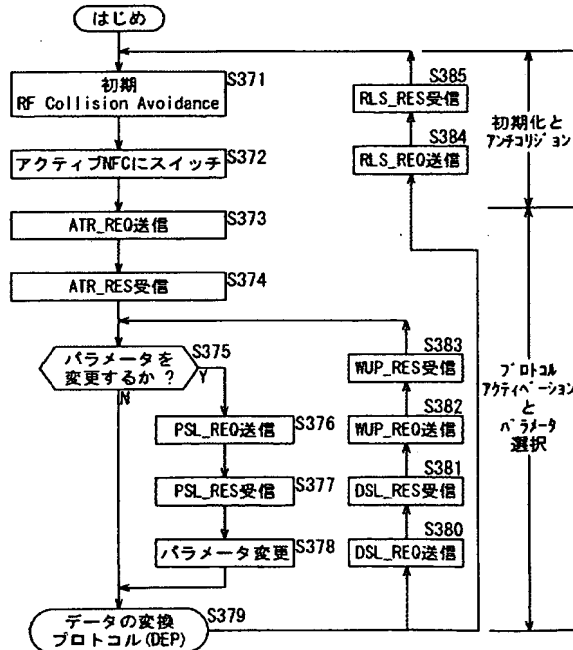 はじめ
初期
RF Collision Avoidance
S371
アクティブNFCにスイッチ
S372
ATR_REQ送信
S373
ATR_RES受信
S374
パラメータを
変更するか ?
S375
Y
N
PSL_REQ送信
S376
PSL_RES受信
S377
パラメータ変更
S378
データの変換
プロトコル(DEP)
S379
S385
RLS_RES受信
S384
RLS_REQ送信
S383
WUP_RES受信
S382
WUP_REQ送信
S381
DSL_RES受信
S380
DSL_REQ送信
初期化と
アンチコリジョン
プロトコル
アクティベーション
と
パラメータ
選択